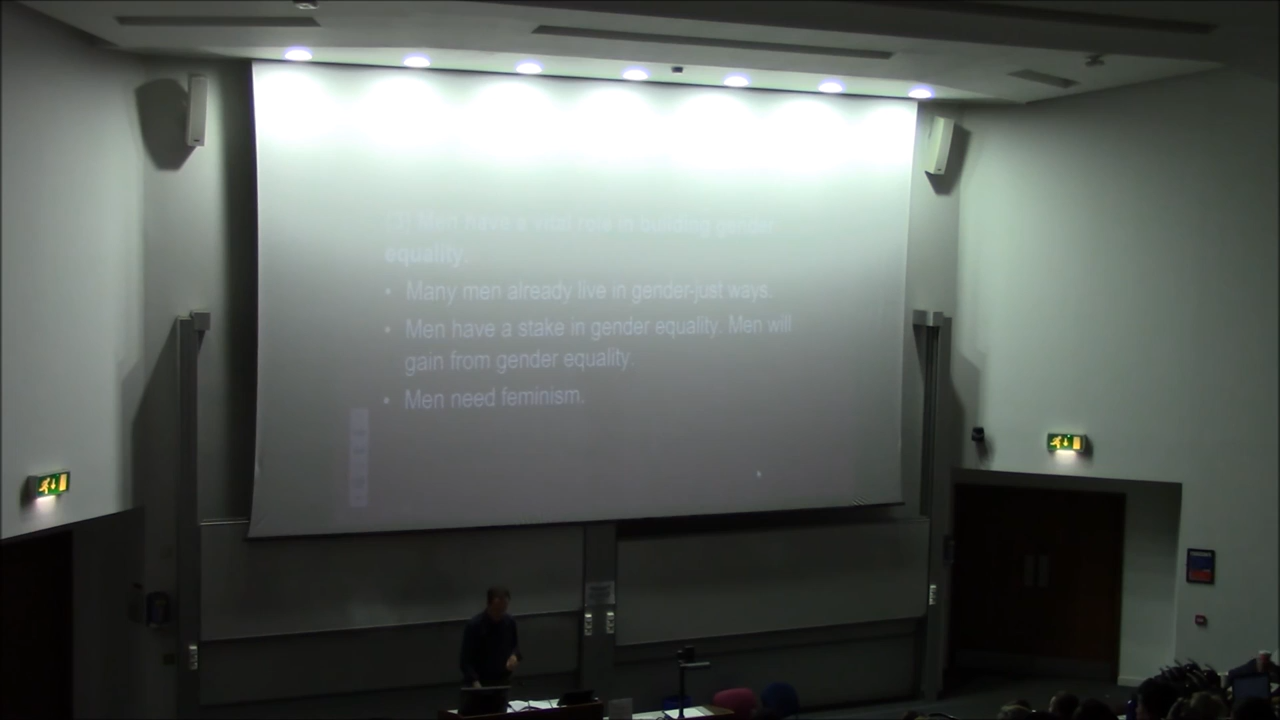 (3) Men have a vital role in building gender
equality.
• Many men already live in gender-just ways.
• Men have a stake in gender equality. Men will
gain from gender equality.
• Men need feminism.